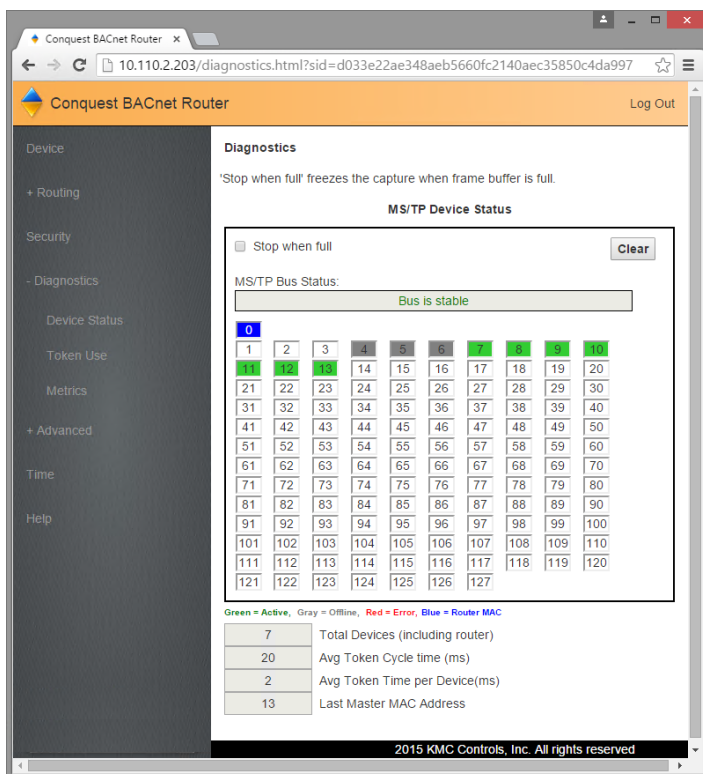 Conquest BACnet Router
10.110.2.203/diagnostics.html?sid=d033e22ae348aeb5660fc2140aec35850c4da997
Conquest BACnet Router Log Out
Device
+ Routing
Security
- Diagnostics
Device Status
Token Use
Metrics
+ Advanced
Time
Help
Diagnostics
'Stop when full' freezes the capture when frame buffer is full.
MS/TP Device Status
Stop when full Clear
MS/TP Bus Status:
Bus is stable
0
1 2 3 4 5 6 7 8 9 10
11 12 13 14 15 16 17 18 19 20
21 22 23 24 25 26 27 28 29 30
31 32 33 34 35 36 37 38 39 40
41 42 43 44 45 46 47 48 49 50
51 52 53 54 55 56 57 58 59 60
61 62 63 64 65 66 67 68 69 70
71 72 73 74 75 76 77 78 79 80
81 82 83 84 85 86 87 88 89 90
91 92 93 94 95 96 97 98 99 100
101 102 103 104 105 106 107 108 109 110
111 112 113 114 115 116 117 118 119 120
121 122 123 124 125 126 127
Green = Active, Gray = Offline, Red = Error, Blue = Router MAC
7 Total Devices (including router)
20 Avg Token Cycle time (ms)
2 Avg Token Time per Device(ms)
13 Last Master MAC Address
2015 KMC Controls, Inc. All rights reserved